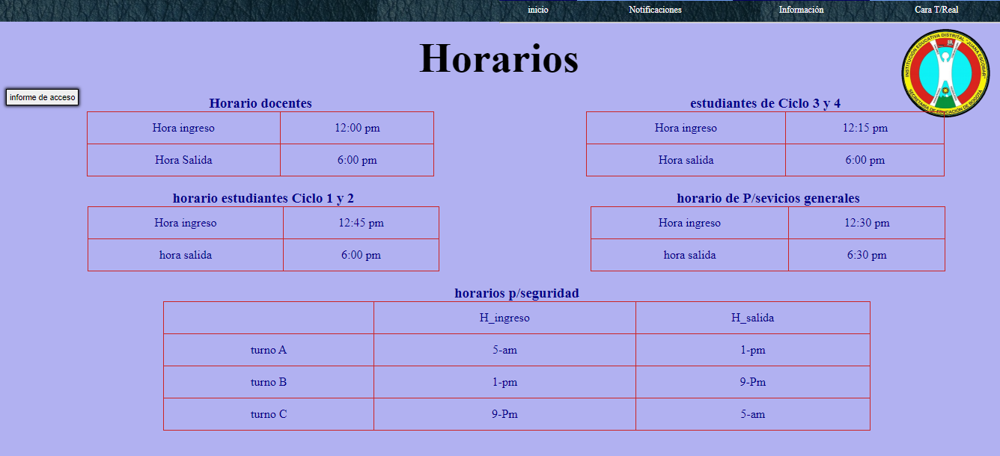 inicio Notificaciones Información Cara T/Real
Horarios
INSTITUCIÓN EDUCATIVA DISTRITAL "JUANA ESCOBAR"
SECRETARIA DE EDUCACIÓN DE BOGOTA
informe de acceso
Horario docentes
Hora ingreso 12:00 pm
Hora Salida 6:00 pm
estudiantes de Ciclo 3 y 4
Hora ingreso 12:15 pm
Hora salida 6:00 pm
horario estudiantes Ciclo 1 y 2
Hora ingreso 12:45 pm
hora salida 6:00 pm
horario de P/sevicios generales
Hora ingreso 12:30 pm
hora salida 6:30 pm
horarios p/seguridad
H_ingreso H_salida
turno A 5-am 1-pm
turno B 1-pm 9-Pm
turno C 9-Pm 5-am